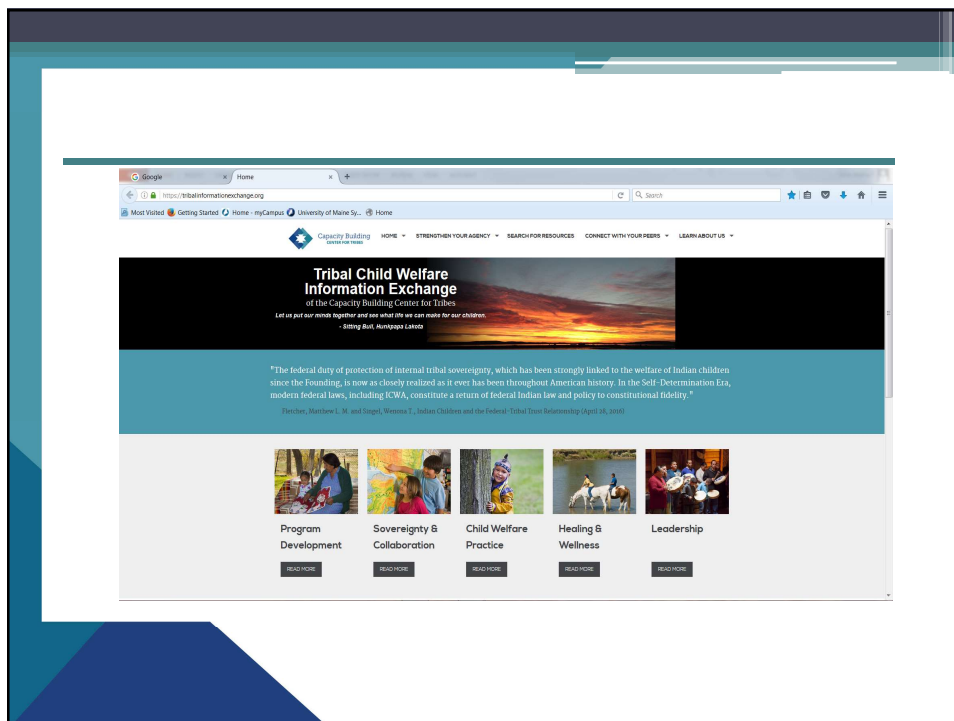 Google
Home
https://tribalinformationexchange.org
Search
Most Visited Getting Started Home - myCampus University of Maine Sy... Home
Capacity Building
CENTER FOR TRIBES
HOME STRENGTHEN YOUR AGENCY SEARCH FOR RESOURCES CONNECT WITH YOUR PEERS LEARN ABOUT US
Tribal Child Welfare
Information Exchange
of the Capacity Building Center for Tribes
Let us put our minds together and see what life we can make for our children.
- Sitting Bull, Hunkpapa Lakota
"The federal duty of protection of internal tribal sovereignty, which has been strongly linked to the welfare of Indian children
since the Founding, is now as closely realized as it ever has been throughout American history. In the Self-Determination Era,
modern federal laws, including ICWA, constitute a return of federal Indian law and policy to constitutional fidelity."
Fletcher, Matthew L. M. and Singel, Wenona T., Indian Children and the Federal-Tribal Trust Relationship (April 28, 2016).
Program
Development
READ MORE
Sovereignty &
Collaboration
READ MORE
Child Welfare
Practice
READ MORE
Healing &
Wellness
READ MORE
Leadership
READ MORE